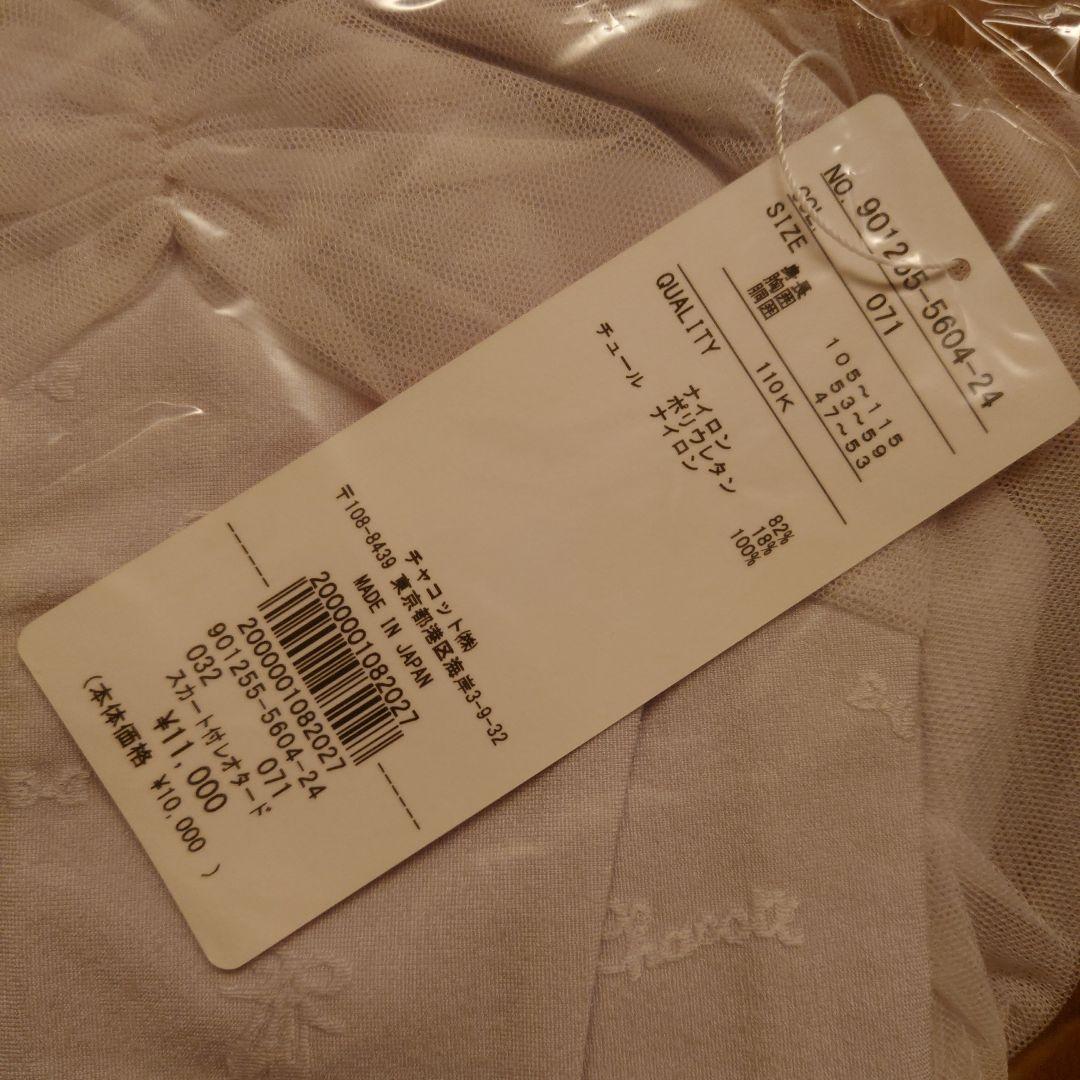 NO. 901255-5604-24
COL. 071
SIZE
身長 105~115
胸囲 53~59
胴囲 47~53
110K
QUALITY
ナイロン 82%
ポリウレタン 18%
チュール ナイロン 100%
チャコット㈱
〒108-8439 東京都港区海岸3-9-32
MADE IN JAPAN
2000001082027
2000001082027
901255-5604-24
032 071
スカート付レオタード
¥11,000
(本体価格 ¥10,000 )
Chacott